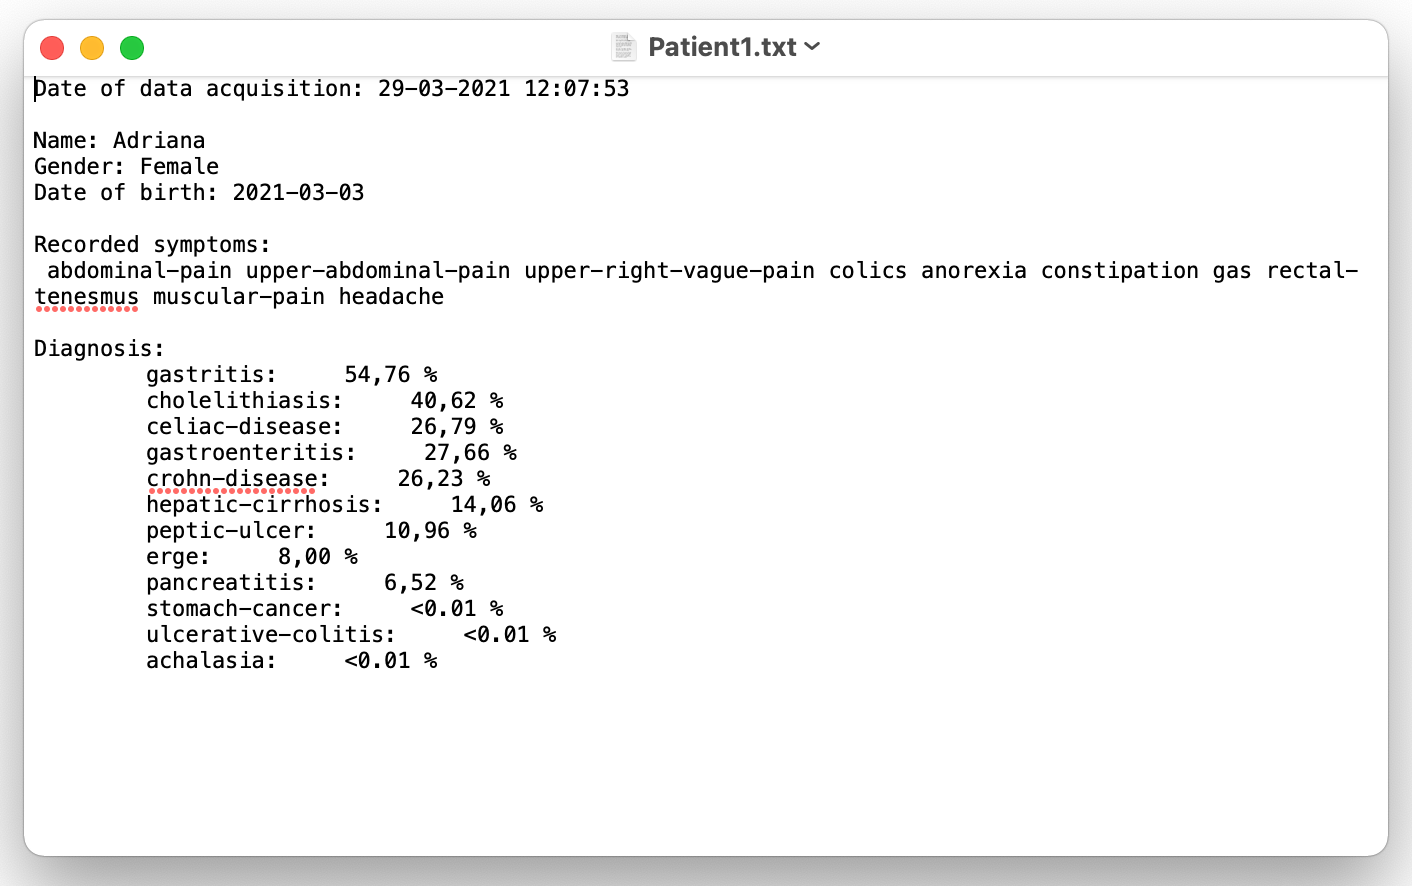 Patient1.txt
Date of data acquisition: 29-03-2021 12:07:53
Name: Adriana
Gender: Female
Date of birth: 2021-03-03
Recorded symptoms:
abdominal-pain upper-abdominal-pain upper-right-vague-pain colics anorexia constipation gas rectal-
tenesmus muscular-pain headache
Diagnosis:
gastritis: 54,76 %
cholelithiasis: 40,62 %
celiac-disease: 26,79 %
gastroenteritis: 27,66 %
crohn-disease: 26,23 %
hepatic-cirrhosis: 14,06 %
peptic-ulcer: 10,96 %
erge: 8,00 %
pancreatitis: 6,52 %
stomach-cancer: <0.01 %
ulcerative-colitis: <0.01 %
achalasia: <0.01 %